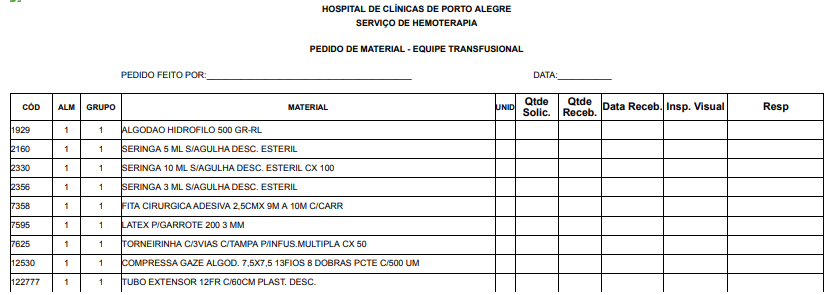 HOSPITAL DE CLÍNICAS DE PORTO ALEGRE
SERVIÇO DE HEMOTERAPIA
PEDIDO DE MATERIAL - EQUIPE TRANSFUSIONAL
PEDIDO FEITO POR:__________________________________________ DATA:___________
CÓD ALM GRUPO MATERIAL UNID Qtde Solic. Qtde Receb. Data Receb. Insp. Visual Resp
1929 1 1 ALGODAO HIDROFILO 500 GR-RL
2160 1 1 SERINGA 5 ML S/AGULHA DESC. ESTERIL
2330 1 1 SERINGA 10 ML S/AGULHA DESC. ESTERIL CX 100
2356 1 1 SERINGA 3 ML S/AGULHA DESC. ESTERIL
7358 1 1 FITA CIRURGICA ADESIVA 2,5CMX 9M A 10M C/CARR
7595 1 1 LATEX P/GARROTE 200 3 MM
7625 1 1 TORNEIRINHA C/3VIAS C/TAMPA P/INFUS.MULTIPLA CX 50
12530 1 1 COMPRESSA GAZE ALGOD. 7,5X7,5 13FIOS 8 DOBRAS PCTE C/500 UM
122777 1 1 TUBO EXTENSOR 12FR C/60CM PLAST. DESC.